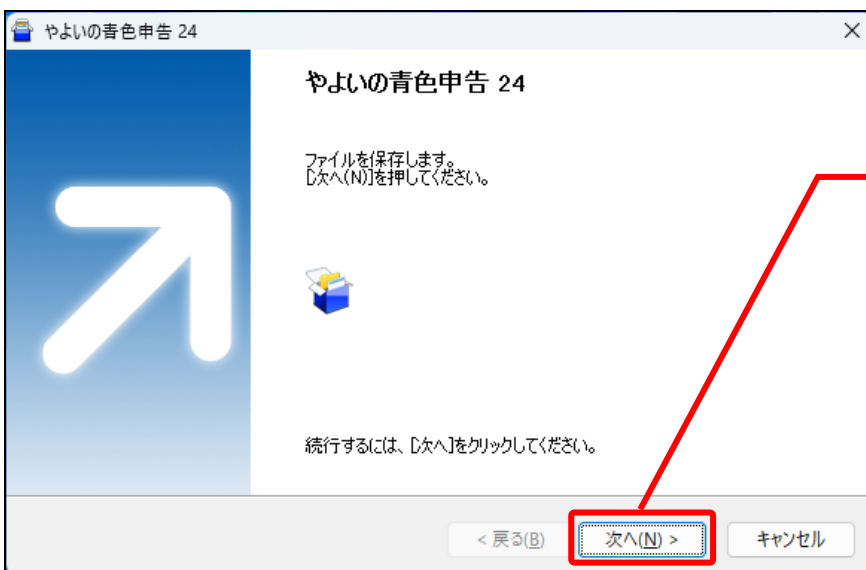 やよいの青色申告 24
やよいの青色申告 24
ファイルを保存します。
[次へ(N)]を押してください。
続行するには、[次へ]をクリックしてください。
< 戻る(B)
次へ(N) >
キャンセル